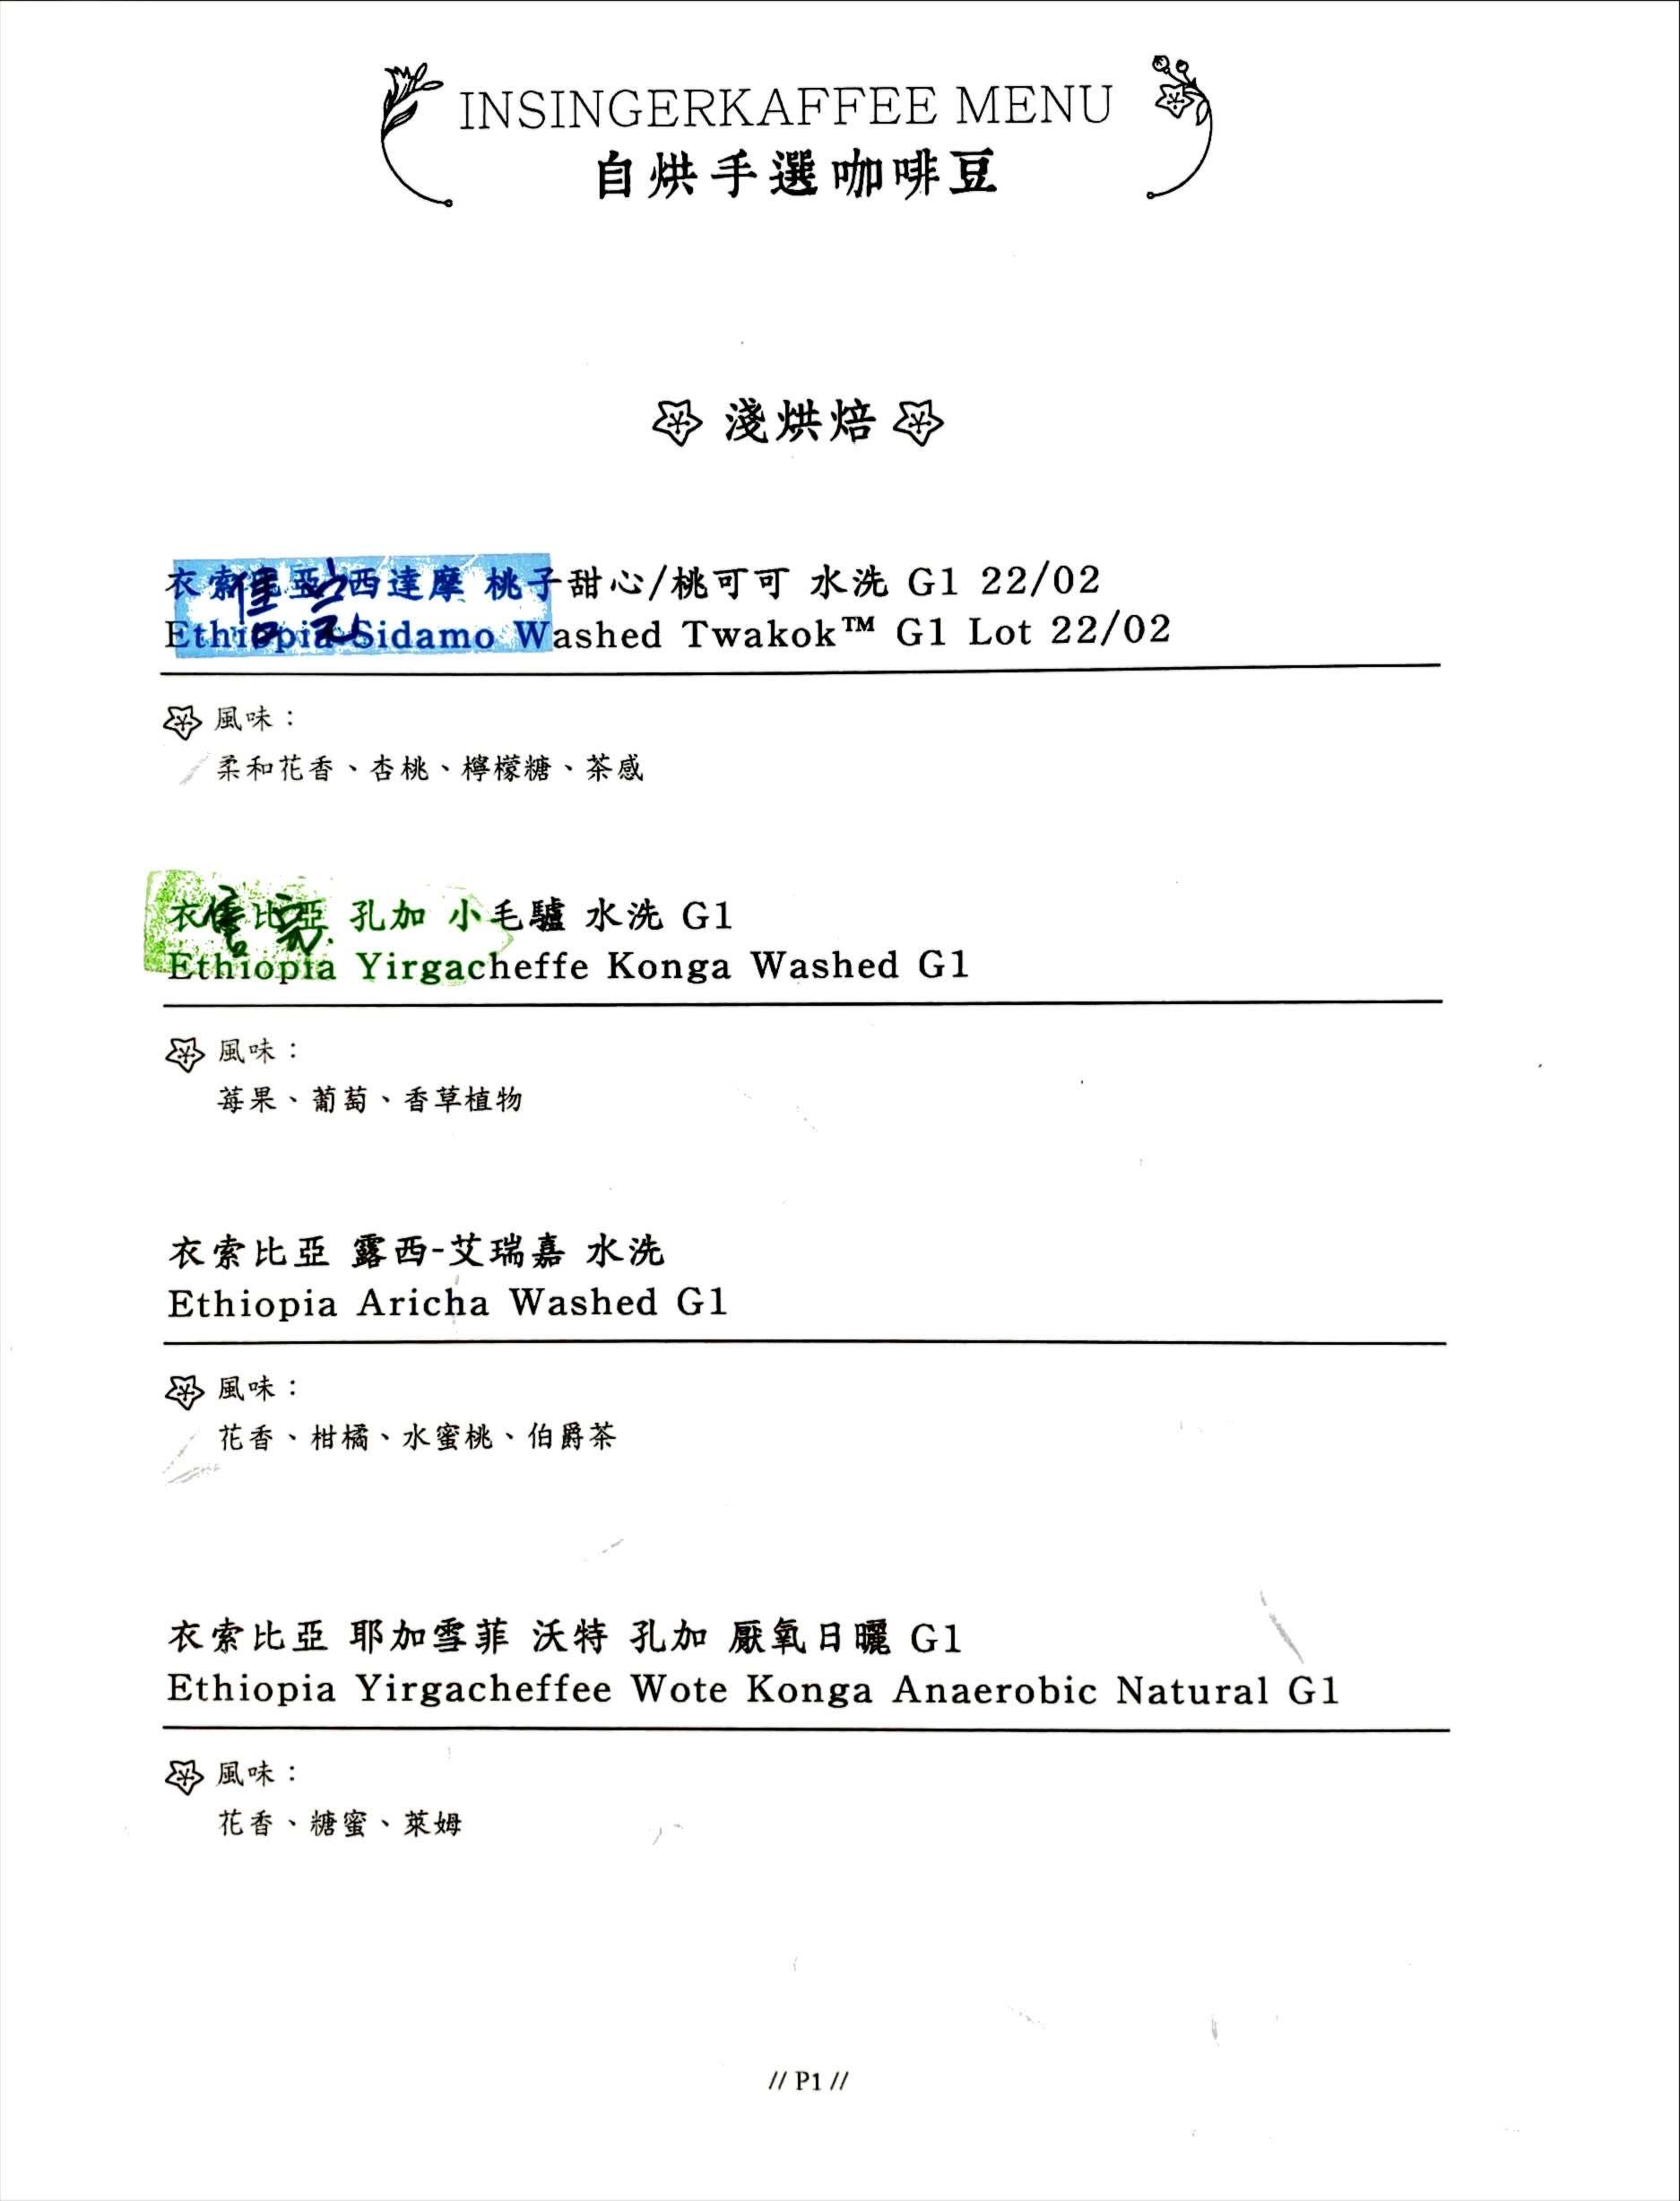 INSINGERKAFFEE MENU
自烘手選咖啡豆
淺烘焙
售完
衣索比亞 西達摩 桃子甜心/桃可可 水洗 G1 22/02
Ethiopia Sidamo Washed Twakok™ G1 Lot 22/02
風味：
柔和花香、杏桃、檸檬糖、茶感
售完
衣索比亞 孔加 小毛驢 水洗 G1
Ethiopia Yirgacheffe Konga Washed G1
風味：
莓果、葡萄、香草植物
衣索比亞 露西-艾瑞嘉 水洗
Ethiopia Aricha Washed G1
風味：
花香、柑橘、水蜜桃、伯爵茶
衣索比亞 耶加雪菲 沃特 孔加 厭氧日曬 G1
Ethiopia Yirgacheffee Wote Konga Anaerobic Natural G1
風味：
花香、糖蜜、萊姆
// P1 //